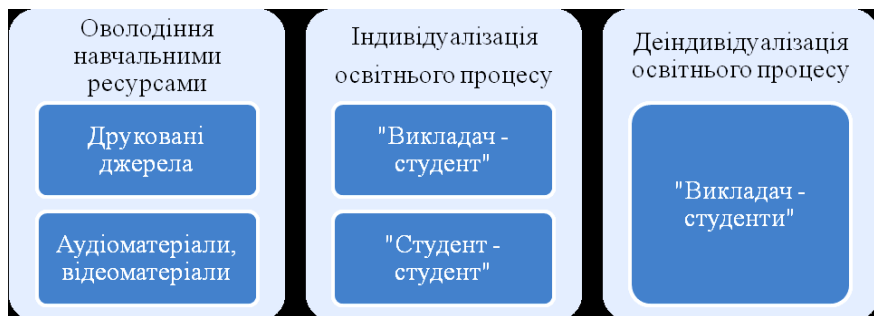 Оволодіння
навчальними
ресурсами
Друковані
джерела
Аудіоматеріали,
відеоматеріали
Індивідуалізація
освітнього процесу
"Викладач -
студент"
"Студент -
студент"
Деіндивідуалізація
освітнього процесу
"Викладач -
студенти"